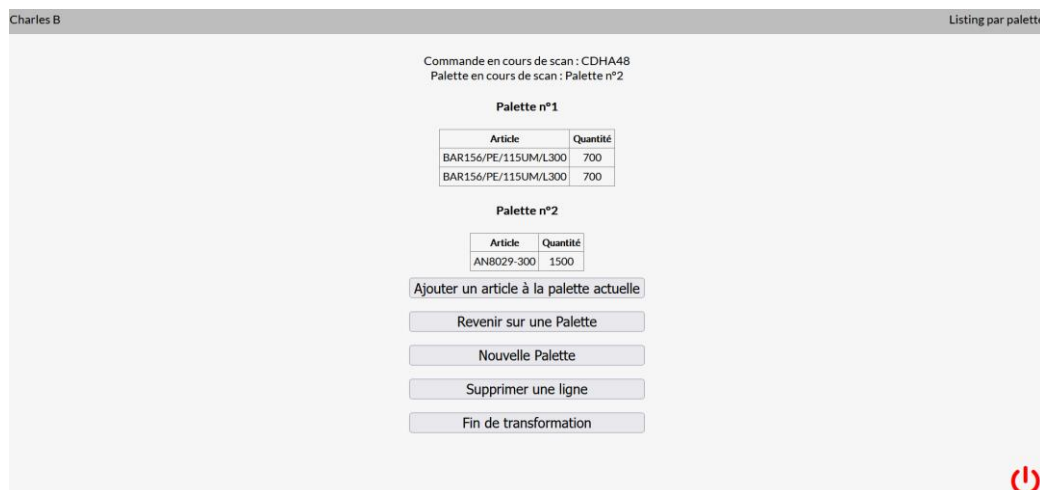 Charles B
Listing par palette
Commande en cours de scan : CDHA48
Palette en cours de scan : Palette n°2
Palette n°1
Article Quantité
BAR156/PE/115UM/L300 700
BAR156/PE/115UM/L300 700
Palette n°2
Article Quantité
AN8029-300 1500
Ajouter un article à la palette actuelle
Revenir sur une Palette
Nouvelle Palette
Supprimer une ligne
Fin de transformation